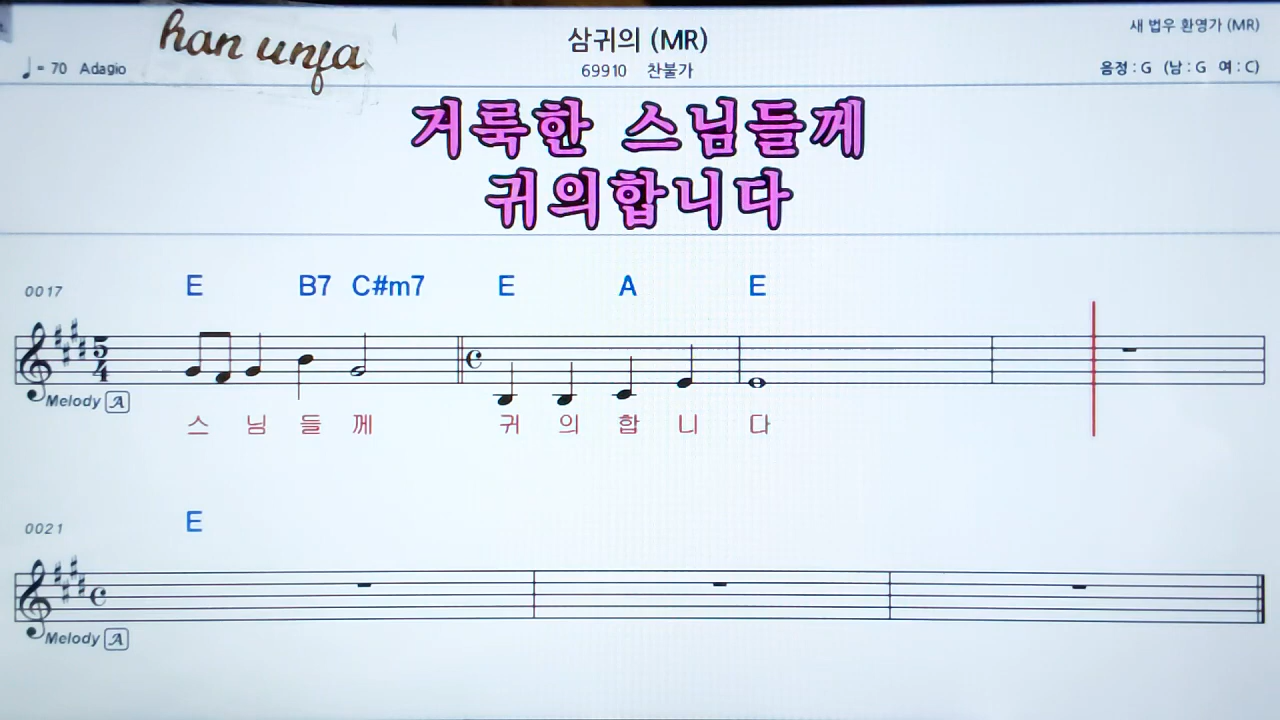 han unja
삼귀의 (MR)
새 법우 환영가 (MR)
♩ = 70 Adagio
69910 찬불가
음정 : G (남 : G 여 : C)
거룩한 스님들께
귀의합니다
0017
E B7 C#m7 E A E
5
4
Melody A
스 님 들 께 귀 의 합 니 다
0021
E
Melody A